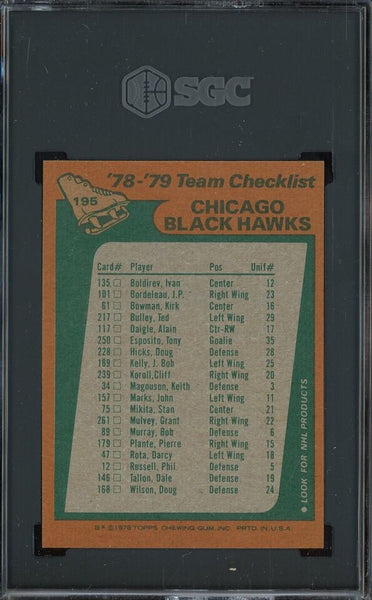 SGC
195
'78-'79 Team Checklist
CHICAGO
BLACK HAWKS
Card# Player Pos Unif#
135 Boldirev, Ivan Center 12
101 Bordeleau, J.P. Right Wing 23
61 Bowman, Kirk Center 16
217 Bulley, Ted Left Wing 29
117 Daigle, Alain Ctr-RW 17
250 Esposito, Tony Goalie 35
228 Hicks, Doug Defense 28
169 Kelly, J. Bob Left Wing 25
239 Koroll,Cliff Right Wing 20
34 Magouson, Keith Defense 3
157 Marks, John Left Wing 11
75 Mikita, Stan Center 21
261 Mulvey, Grant Right Wing 22
89 Murray, Bob Defense 6
179 Plante, Pierre Right Wing 15
47 Rota, Darcy Left Wing 18
12 Russell, Phil Defense 5
146 Tallon, Dale Defense 19
168 Wilson, Doug Defense 24
LOOK FOR NHL PRODUCTS
©1978 TOPPS CHEWING GUM, INC. PRTD. IN U.S.A.